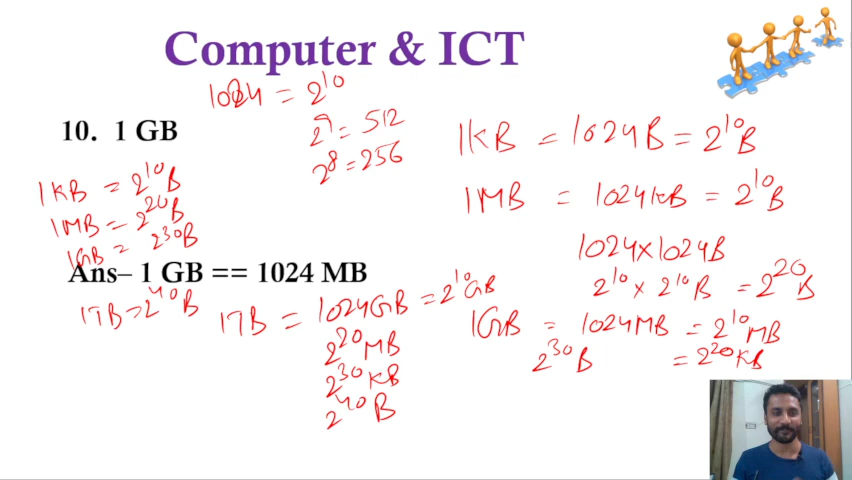 Computer & ICT
1024 = 2^10
2^9 = 512
2^8 = 256
10. 1 GB
1KB = 2^10 B
1MB = 2^20 B
1GB = 2^30 B
Ans– 1 GB == 1024 MB
1TB = 2^40 B
1TB = 1024GB = 2^10 GB
2^20 MB
2^30 KB
2^40 B
1KB = 1024B = 2^10 B
1MB = 1024KB = 2^10 B
1024 x 1024B
2^10 x 2^10 B = 2^20 B
1GB = 1024MB = 2^10 MB
2^30 B = 2^20 KB